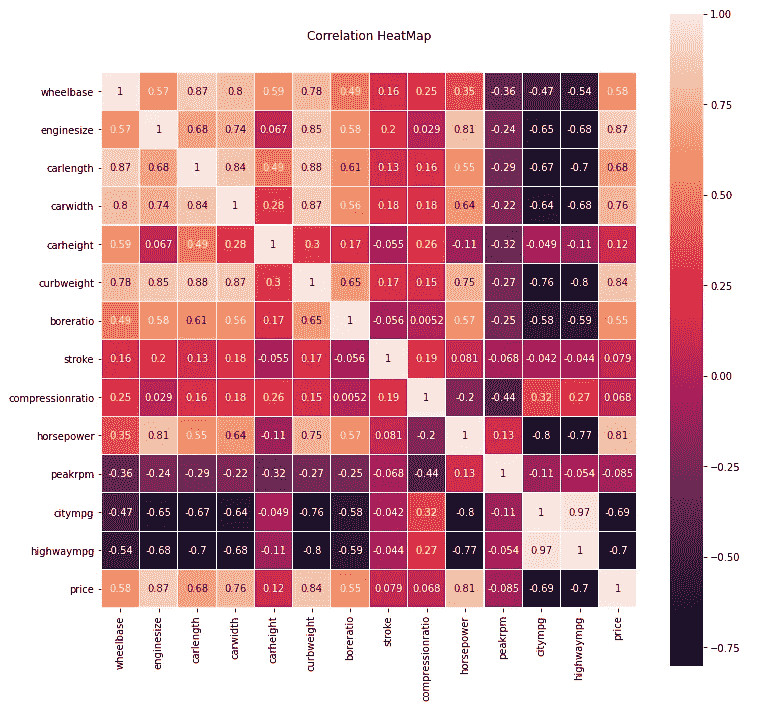 Correlation HeatMap
1.00
wheelbase 1 0.57 0.87 0.8 0.59 0.78 0.49 0.16 0.25 0.35 -0.36 -0.47 -0.54 0.58
enginesize 0.57 1 0.68 0.74 0.067 0.85 0.58 0.2 0.029 0.81 -0.24 -0.65 -0.68 0.87
0.75
carlength 0.87 0.68 1 0.84 0.49 0.88 0.61 0.13 0.16 0.55 -0.29 -0.67 -0.7 0.68
0.50
carwidth 0.8 0.74 0.84 1 0.28 0.87 0.56 0.18 0.18 0.64 -0.22 -0.64 -0.68 0.76
carheight 0.59 0.067 0.49 0.28 1 0.3 0.17 -0.055 0.26 -0.11 -0.32 -0.049 -0.11 0.12
0.25
curbweight 0.78 0.85 0.88 0.87 0.3 1 0.65 0.17 0.15 0.75 -0.27 -0.76 -0.8 0.84
boreratio 0.49 0.58 0.61 0.56 0.17 0.65 1 -0.056 0.0052 0.57 -0.25 -0.58 -0.59 0.55
stroke 0.16 0.2 0.13 0.18 -0.055 0.17 -0.056 1 0.19 0.081 -0.068 -0.042 -0.044 0.079
0.00
compressionratio 0.25 0.029 0.16 0.18 0.26 0.15 0.0052 0.19 1 -0.2 -0.44 0.32 0.27 0.068
horsepower 0.35 0.81 0.55 0.64 -0.11 0.75 0.57 0.081 -0.2 1 0.13 -0.8 -0.77 0.81
-0.25
peakrpm -0.36 -0.24 -0.29 -0.22 -0.32 -0.27 -0.25 -0.068 -0.44 0.13 1 -0.11 -0.054 -0.085
citympg -0.47 -0.65 -0.67 -0.64 -0.049 -0.76 -0.58 -0.042 0.32 -0.8 -0.11 1 0.97 -0.69
highwaympg -0.54 -0.68 -0.7 -0.68 -0.11 -0.8 -0.59 -0.044 0.27 -0.77 -0.054 0.97 1 -0.7
-0.50
price 0.58 0.87 0.68 0.76 0.12 0.84 0.55 0.079 0.068 0.81 -0.085 -0.69 -0.7 1
-0.75
wheelbase
enginesize
carlength
carwidth
carheight
curbweight
boreratio
stroke
compressionratio
horsepower
peakrpm
citympg
highwaympg
price